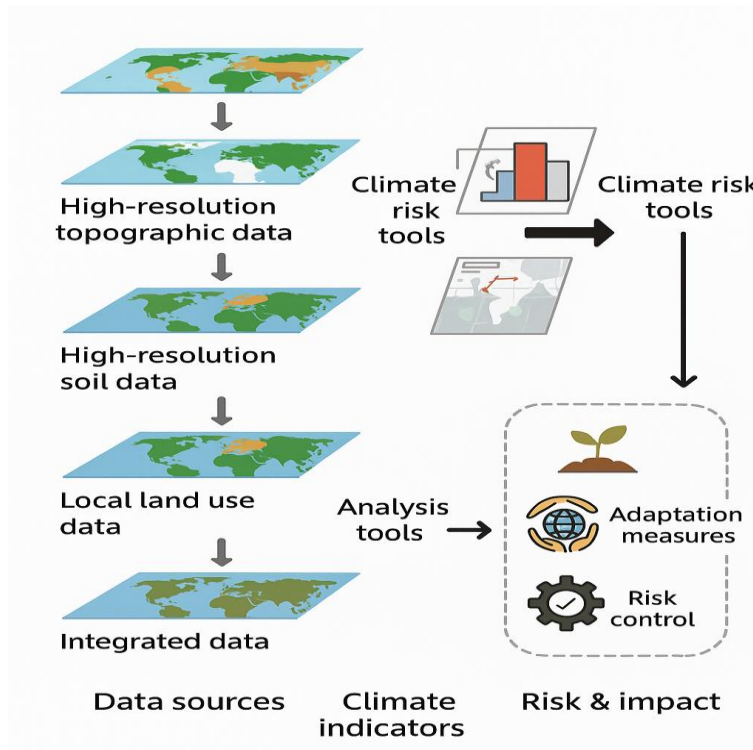 High-resolution
topographic data
High-resolution
soil data
Local land use
data
Integrated data
Data sources
Climate
risk
tools
Analysis
tools
Climate
indicators
Climate risk
tools
Adaptation
measures
Risk
control
Risk & impact